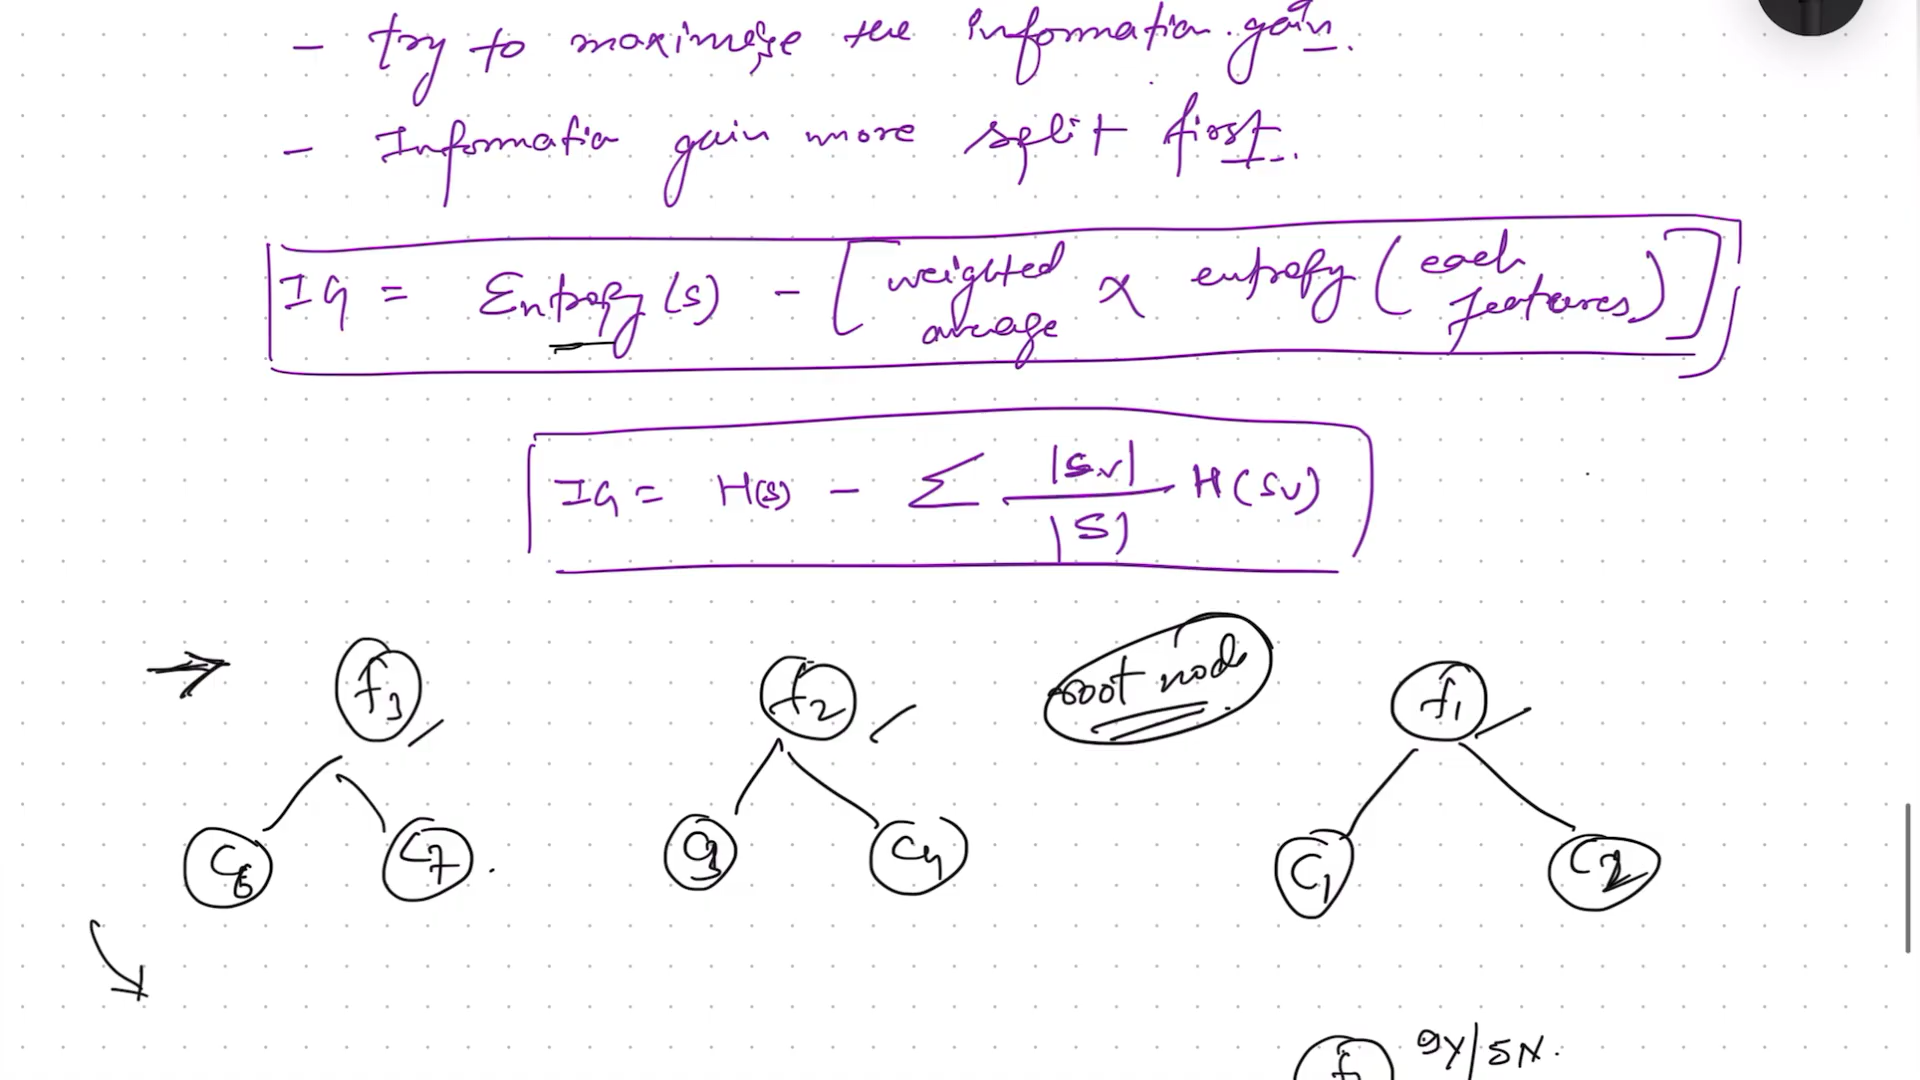 - try to maximize the information gain.
- Information gain more split first.
IG = Entropy(s) - [weighted average x entropy (each features)]
IG = H(s) - Σ |Sv| / |S| H(Sv)
f3 f2 root node f1
C6 C7 C3 C4 C1 C2
f 9Y/5N.